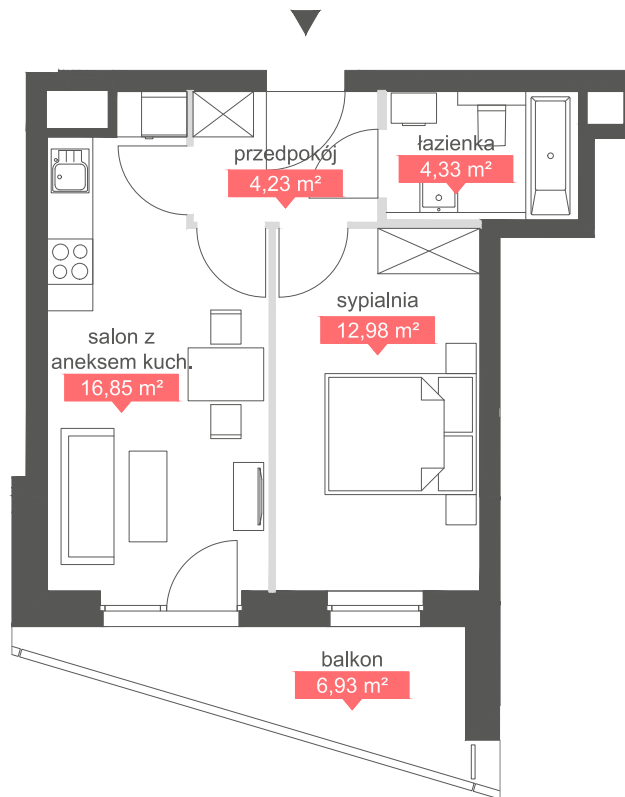 przedpokój
4,23 m²
łazienka
4,33 m²
sypialnia
12,98 m²
salon z
aneksem kuch.
16,85 m²
balkon
6,93 m²